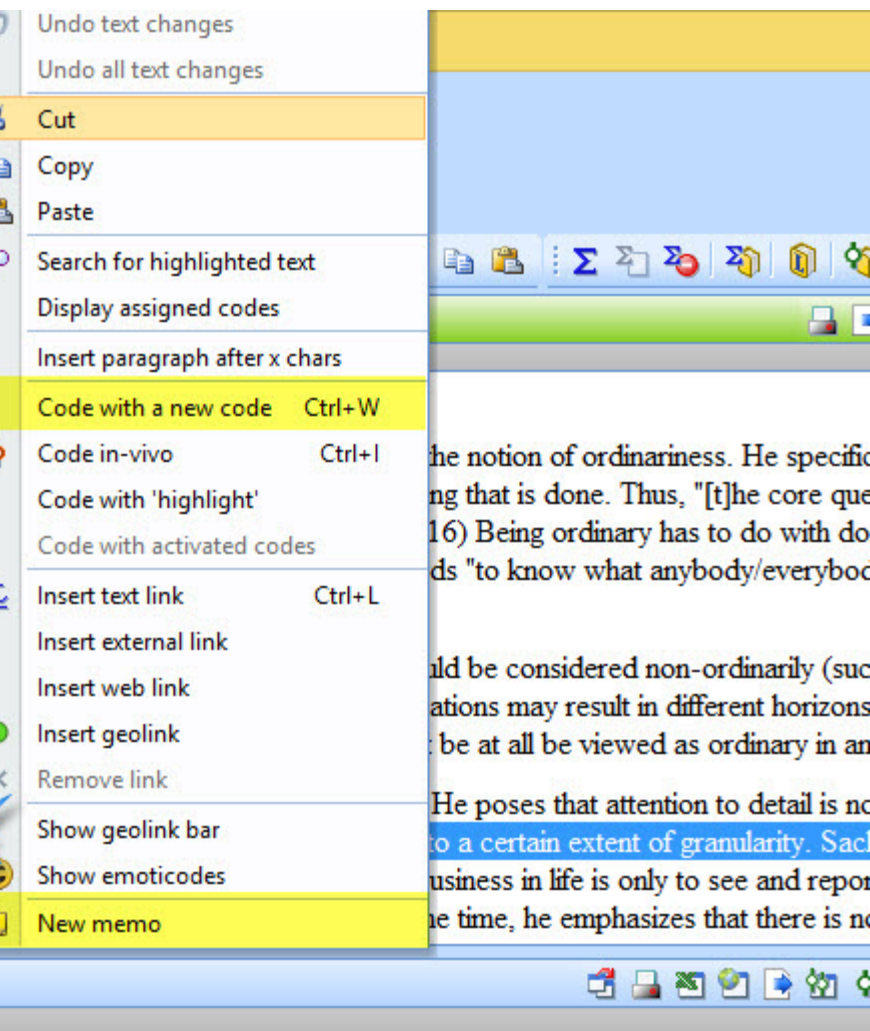 Undo text changes
Undo all text changes
Cut
Copy
Paste
Search for highlighted text
Display assigned codes
Insert paragraph after x chars
Code with a new code Ctrl+W
Code in-vivo Ctrl+I
Code with 'highlight'
Code with activated codes
Insert text link Ctrl+L
Insert external link
Insert web link
Insert geolink
Remove link
Show geolink bar
Show emoticodes
New memo
the notion of ordinariness. He specific
ng that is done. Thus, "[t]he core que
16) Being ordinary has to do with do
ds "to know what anybody/everybod
uld be considered non-ordinarily (suc
ations may result in different horizons
be at all be viewed as ordinary in an
He poses that attention to detail is no
to a certain extent of granularity. Sacl
usiness in life is only to see and repor
e time, he emphasizes that there is no